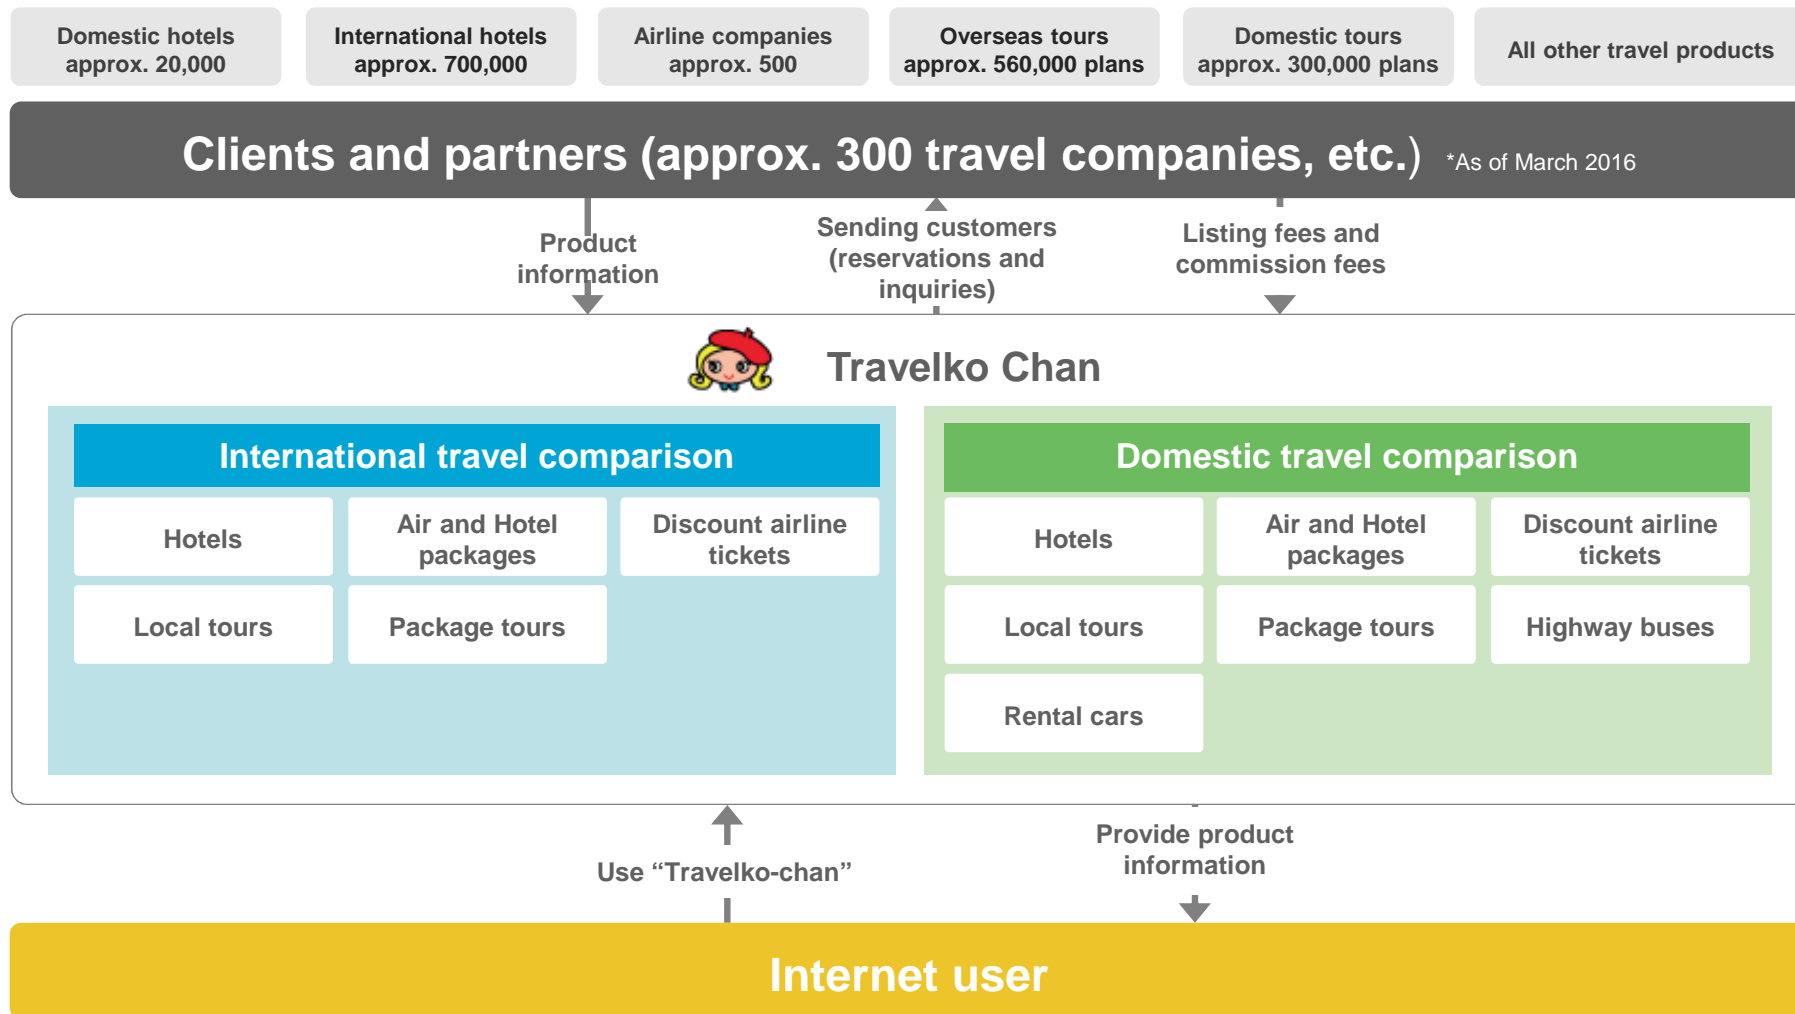 Domestic hotels
approx. 20,000
International hotels
approx. 700,000
Airline companies
approx. 500
Overseas tours
approx. 560,000 plans
Domestic tours
approx. 300,000 plans
All other travel products
Clients and partners (approx. 300 travel companies, etc.) *As of March 2016
Product
information
Sending customers
(reservations and
inquiries)
Listing fees and
commission fees
Travelko Chan
International travel comparison
Hotels
Air and Hotel
packages
Discount airline
tickets
Local tours
Package tours
Domestic travel comparison
Hotels
Air and Hotel
packages
Discount airline
tickets
Local tours
Package tours
Highway buses
Rental cars
Use “Travelko-chan”
Provide product
information
Internet user